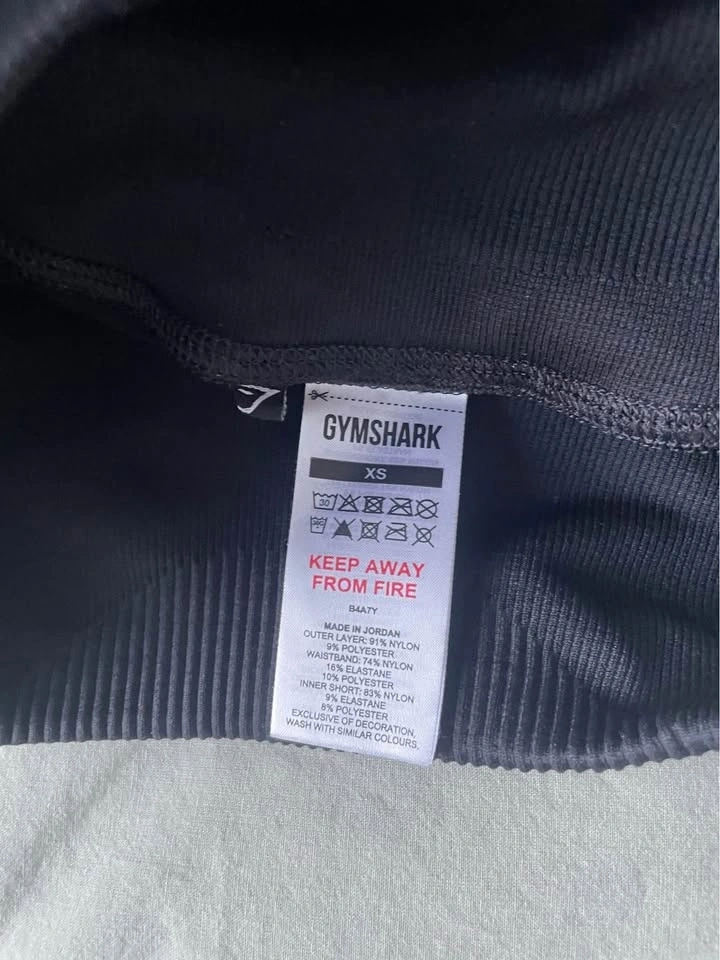 GYMSHARK
XS
30
KEEP AWAY
FROM FIRE
B4A7Y
MADE IN JORDAN
OUTER LAYER: 91% NYLON
9% POLYESTER
WAISTBAND: 74% NYLON
16% ELASTANE
10% POLYESTER
INNER SHORT: 83% NYLON
9% ELASTANE
8% POLYESTER
EXCLUSIVE OF DECORATION,
WASH WITH SIMILAR COLOURS.